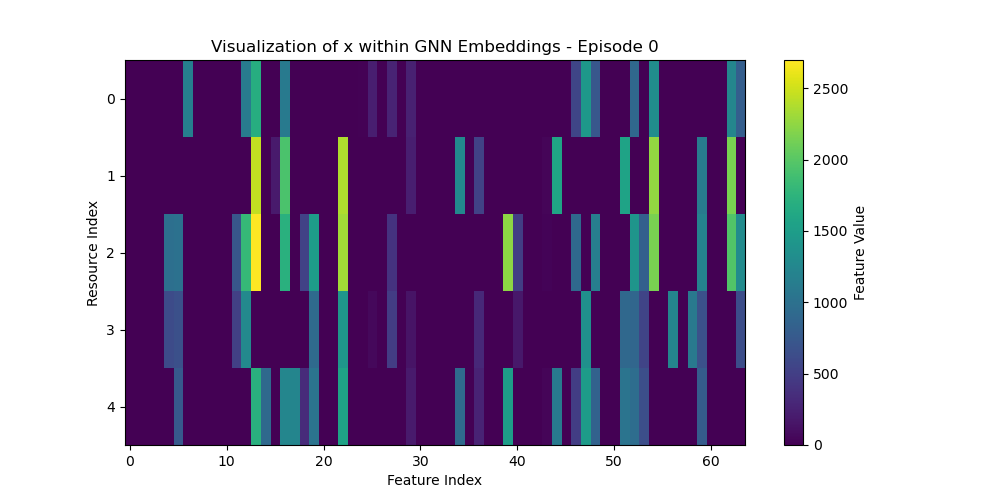 Visualization of x within GNN Embeddings - Episode 0
Resource Index
0
1
2
3
4
0 10 20 30 40 50 60
Feature Index
2500
2000
1500
1000
500
0
Feature Value